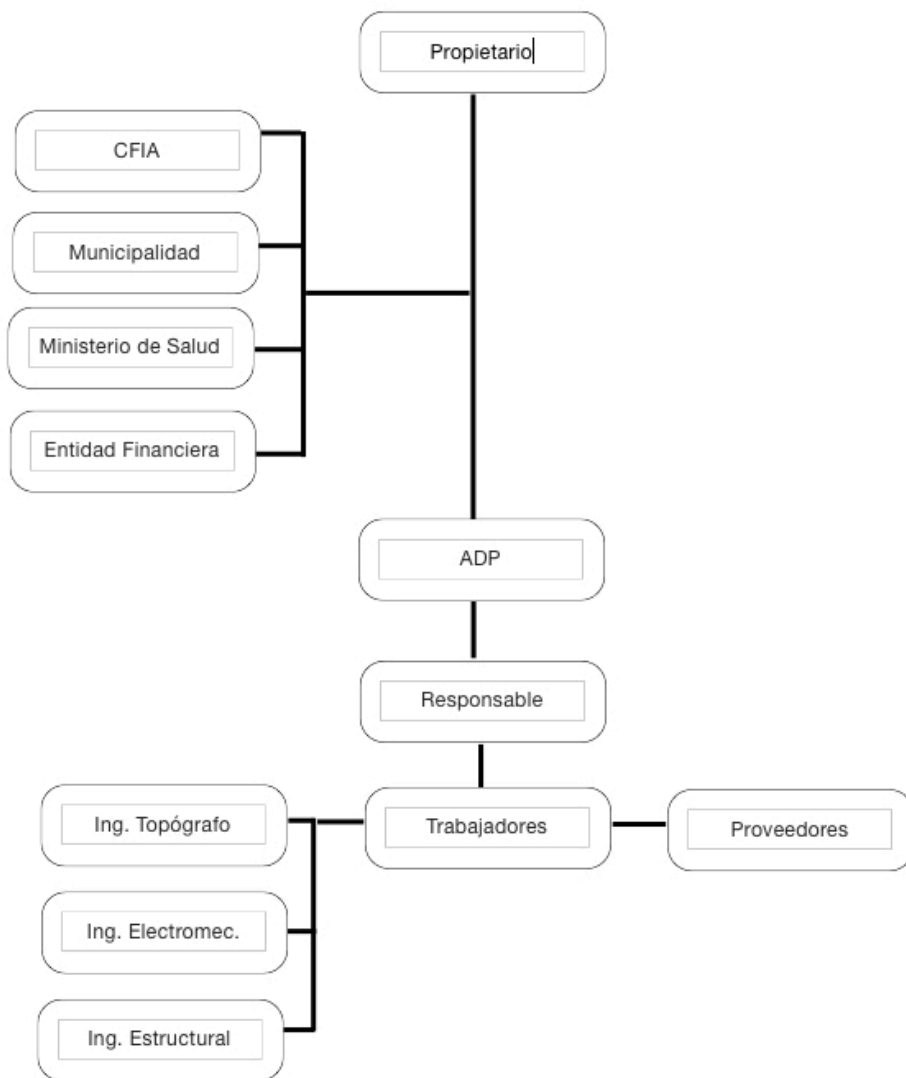 Propietario
CFIA
Municipalidad
Ministerio de Salud
Entidad Financiera
ADP
Responsable
Trabajadores
Proveedores
Ing. Topógrafo
Ing. Electromec.
Ing. Estructural